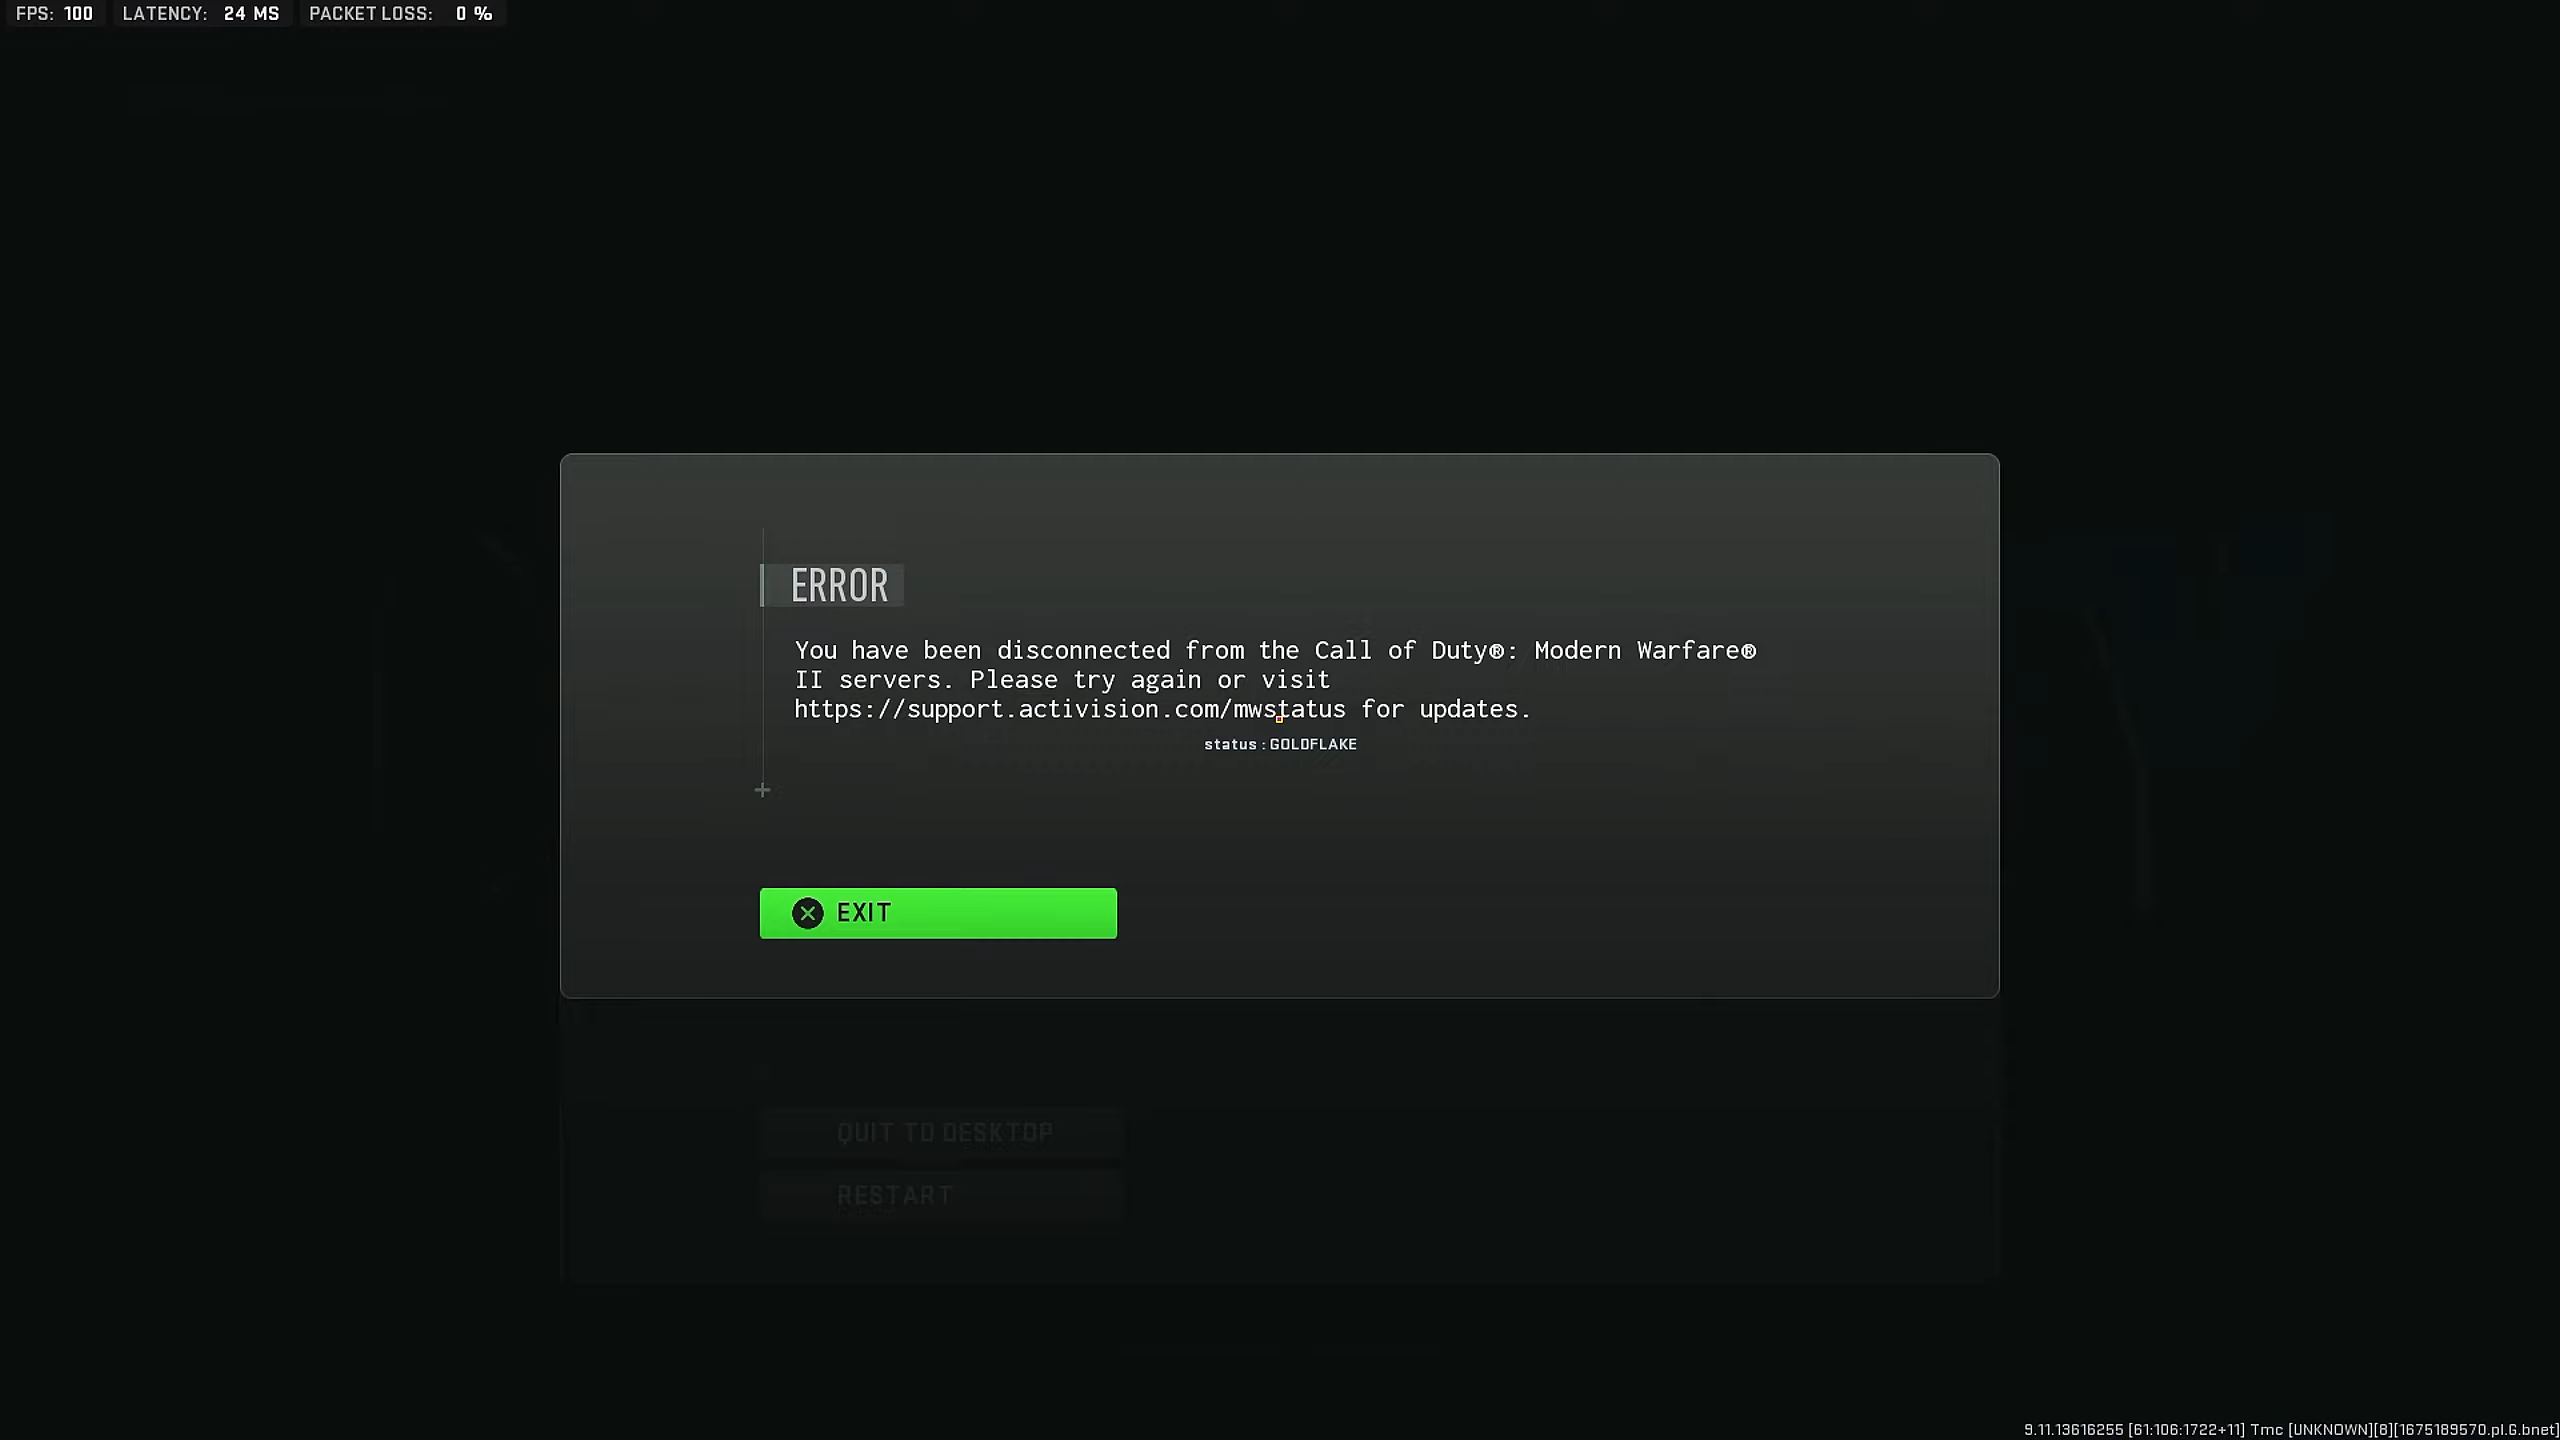 FPS: 100 LATENCY: 24 MS PACKET LOSS: 0 %
ERROR
You have been disconnected from the Call of Duty®: Modern Warfare®
II servers. Please try again or visit
https://support.activision.com/mwstatus for updates.
status : GOLDFLAKE
EXIT
QUIT TO DESKTOP
RESTART
9.11.13616255 [61:106:1722+11] Tmc [UNKNOWN][8][1675189570.pl.G.bnet]